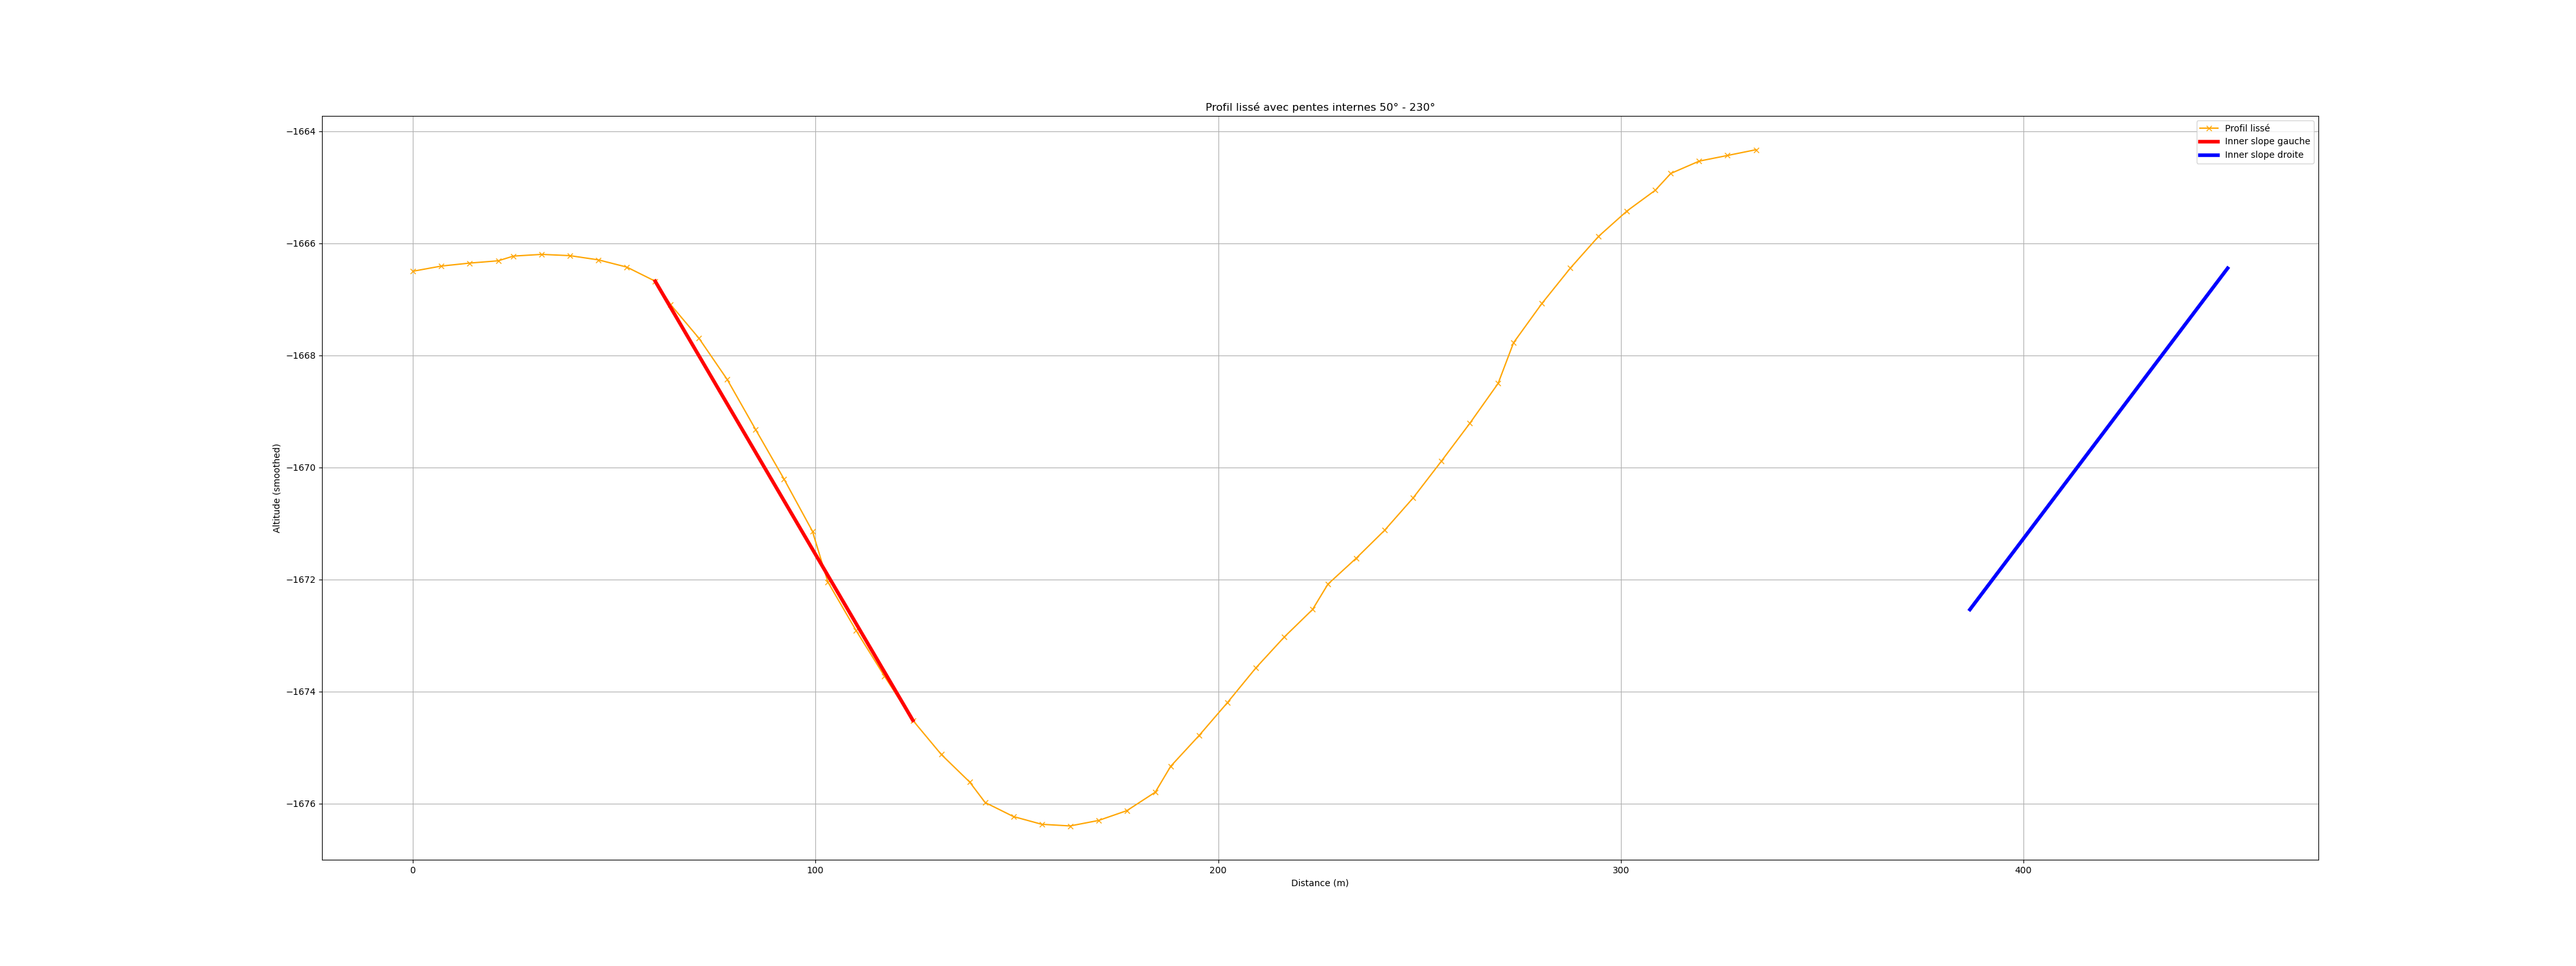 Profil lissé avec pentes internes 50° - 230°
Profil lissé
Inner slope gauche
Inner slope droite
−1664
−1666
−1668
−1670
−1672
−1674
−1676
Altitude (smoothed)
0 100 200 300 400
Distance (m)